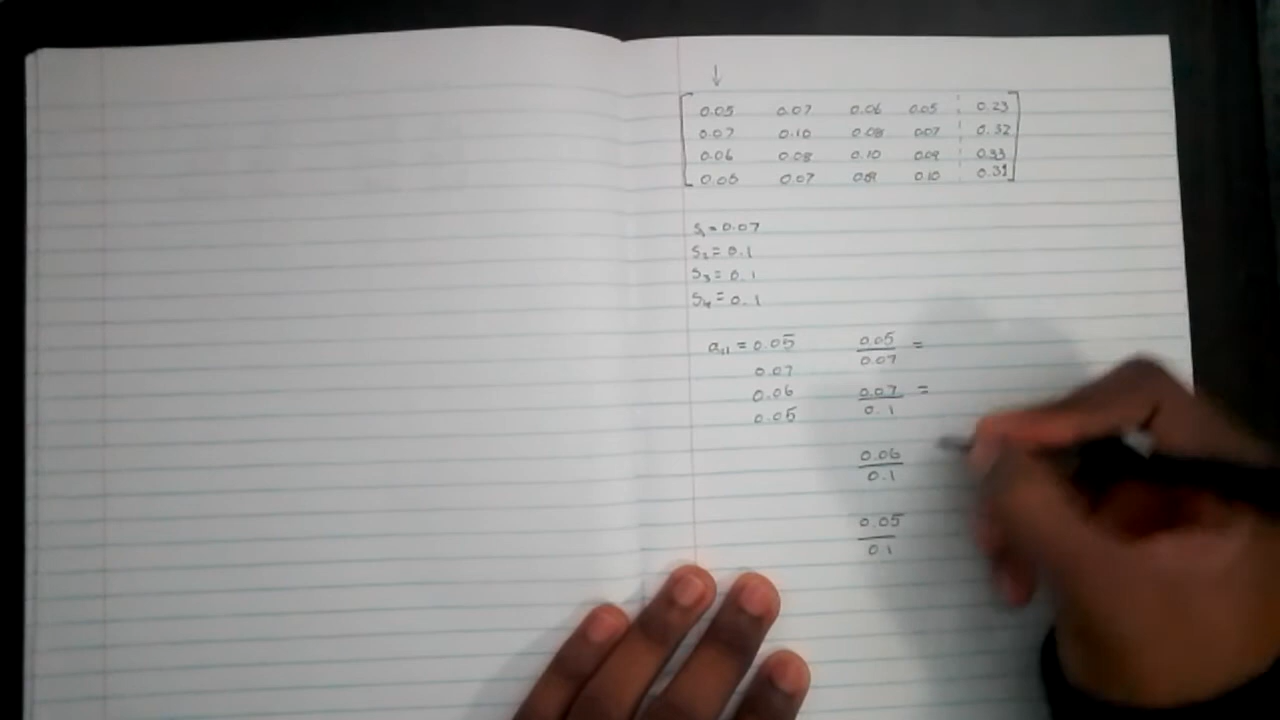 ↓
0.05 0.07 0.06 0.05 0.23
0.07 0.10 0.08 0.07 0.32
0.06 0.08 0.10 0.09 0.33
0.05 0.07 0.09 0.10 0.31
S₁ = 0.07
S₂ = 0.1
S₃ = 0.1
S₄ = 0.1
a₁₁ = 0.05
0.07
0.06
0.05
0.05/0.07 =
0.07/0.1 =
0.06/0.1
0.05/0.1